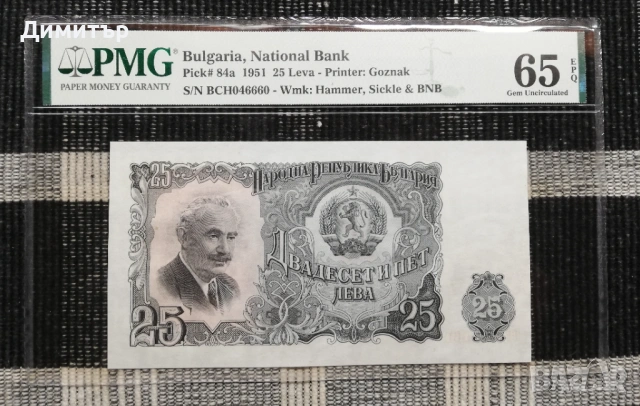 Димитър
PMG
PAPER MONEY GUARANTY
Bulgaria, National Bank
Pick# 84a 1951 25 Leva - Printer: Goznak
S/N BCH046660 - Wmk: Hammer, Sickle & BNB
65 EPQ
Gem Uncirculated
25
НАРОДНА РЕПУБЛИКА БЪЛГАРИЯ
ДВАДЕСЕТ И ПЕТ
ЛЕВА
25
25
25